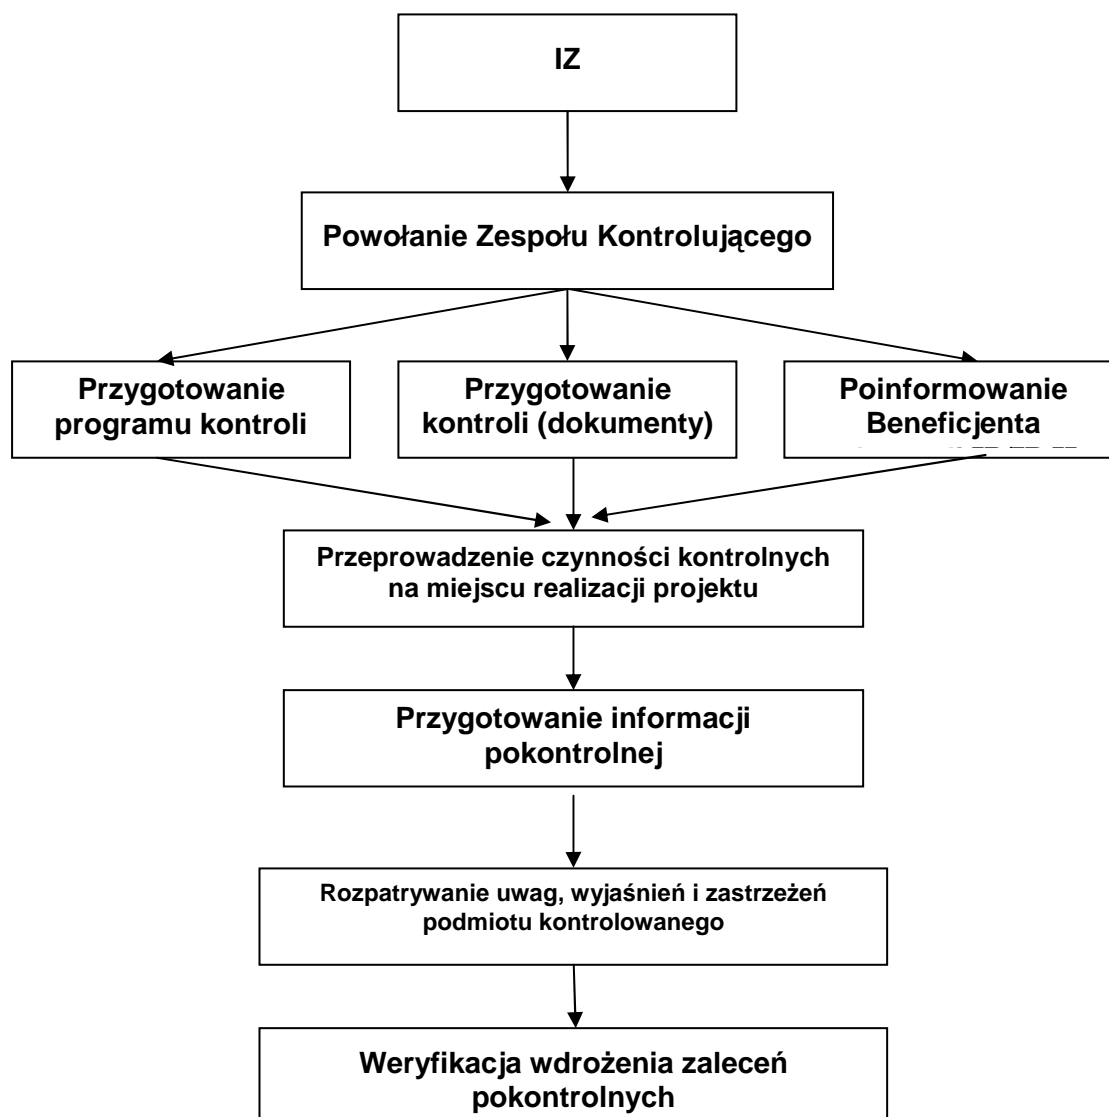 IZ
Powołanie Zespołu Kontrolującego
Przygotowanie
programu kontroli
Przygotowanie
kontroli (dokumenty)
Poinformowanie
Beneficjenta
Przeprowadzenie czynności kontrolnych
na miejscu realizacji projektu
Przygotowanie informacji
pokontrolnej
Rozpatrywanie uwag, wyjaśnień i zastrzeżeń
podmiotu kontrolowanego
Weryfikacja wdrożenia zaleceń
pokontrolnych